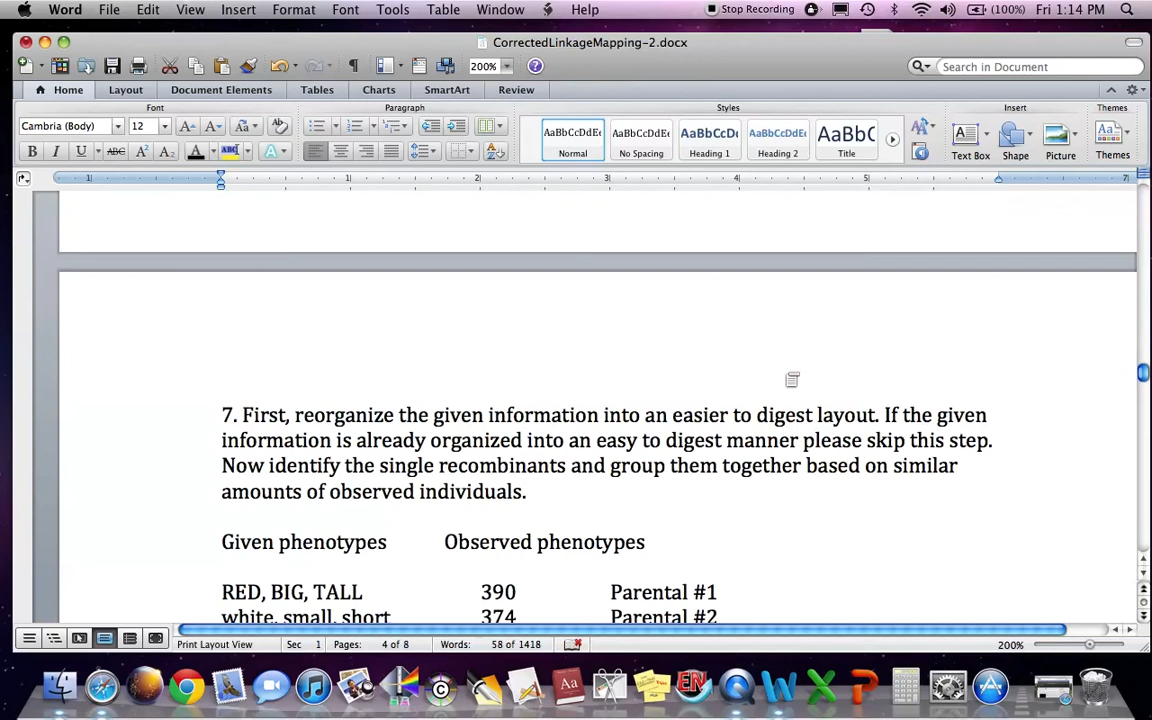 Word File Edit View Insert Format Font Tools Table Window Help Stop Recording (100%) Fri 1:14 PM
CorrectedLinkageMapping-2.docx
200% Search in Document
Home Layout Document Elements Tables Charts SmartArt Review
Font Paragraph Styles Insert Themes
Cambria (Body) 12
AaBbCcDdEe AaBbCcDdEe AaBbCcDc AaBbCcDdEe AaBbC
Normal No Spacing Heading 1 Heading 2 Title Text Box Shape Picture Themes
7. First, reorganize the given information into an easier to digest layout. If the given
information is already organized into an easy to digest manner please skip this step.
Now identify the single recombinants and group them together based on similar
amounts of observed individuals.
Given phenotypes Observed phenotypes
RED, BIG, TALL 390 Parental #1
white, small, short 374 Parental #2
Print Layout View Sec 1 Pages: 4 of 8 Words: 58 of 1418 200%